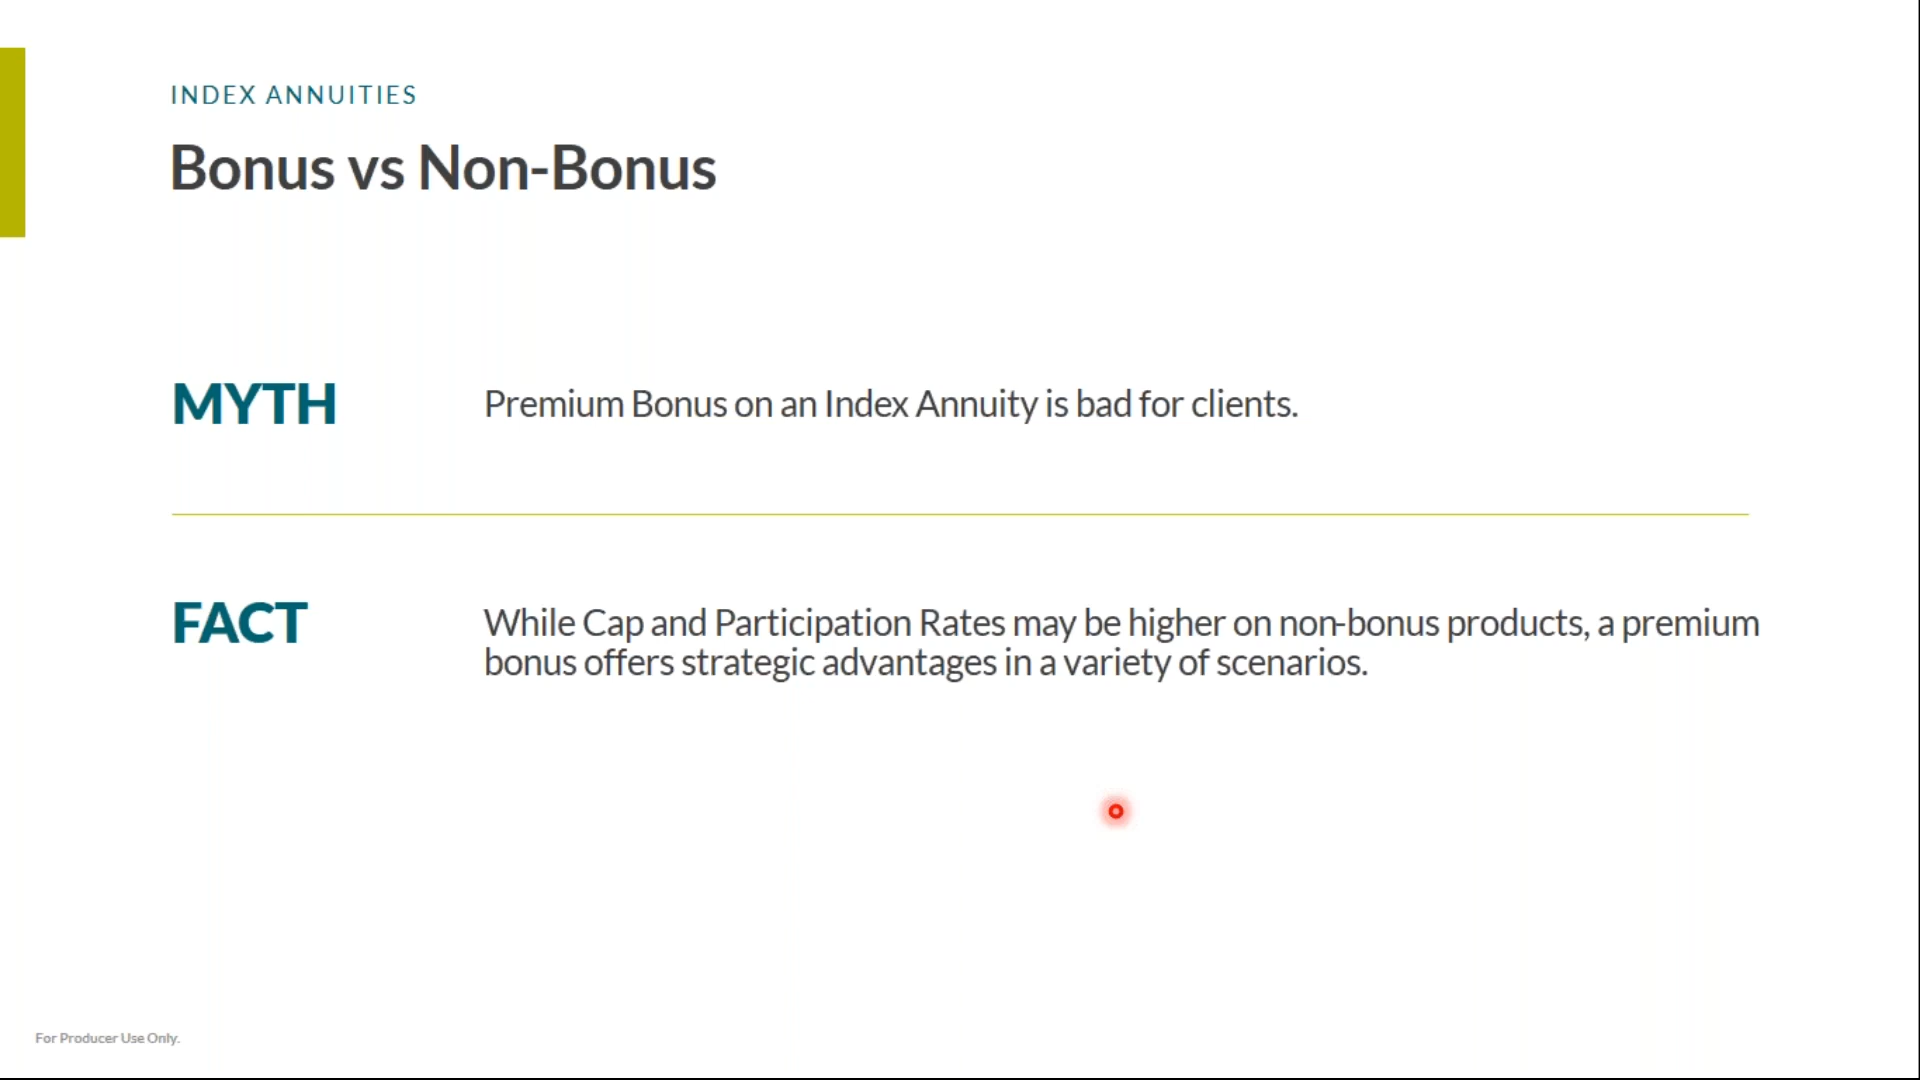 INDEX ANNUITIES
Bonus vs Non-Bonus
MYTH
Premium Bonus on an Index Annuity is bad for clients.
FACT
While Cap and Participation Rates may be higher on non-bonus products, a premium
bonus offers strategic advantages in a variety of scenarios.
For Producer Use Only.